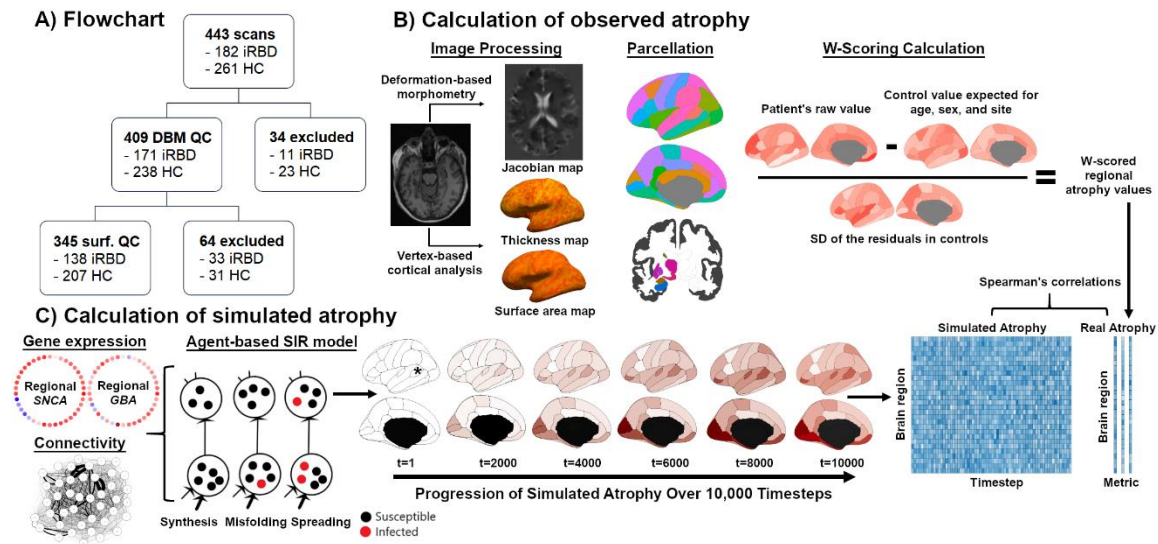 A) Flowchart
443 scans
- 182 iRBD
- 261 HC
409 DBM QC
- 171 iRBD
- 238 HC
34 excluded
- 11 iRBD
- 23 HC
345 surf. QC
- 138 iRBD
- 207 HC
64 excluded
- 33 iRBD
- 31 HC
B) Calculation of observed atrophy
Image Processing
Deformation-based
morphometry
Jacobian map
Thickness map
Vertex-based
cortical analysis
Surface area map
Parcellation
W-Scoring Calculation
Patient's raw value
Control value expected for
age, sex, and site
-
SD of the residuals in controls
=
W-scored
regional
atrophy values
Spearman's correlations
C) Calculation of simulated atrophy
Gene expression
Regional
SNCA
Regional
GBA
Connectivity
Agent-based SIR model
Synthesis
Misfolding
Spreading
Susceptible
Infected
*
t=1
t=2000
t=4000
t=6000
t=8000
t=10000
Progression of Simulated Atrophy Over 10,000 Timesteps
Simulated Atrophy
Brain region
Timestep
Real Atrophy
Brain region
Metric